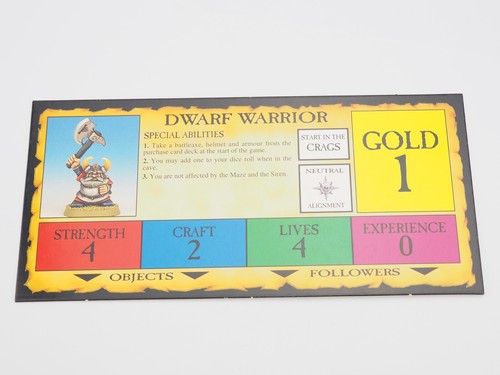 DWARF WARRIOR
SPECIAL ABILITIES
1. Take a battleaxe, helmet and armour from the
purchase card deck at the start of the game.
2. You may add one to your dice roll when in the
cave.
3. You are not affected by the Maze and the Siren.
START IN THE
CRAGS
NEUTRAL
ALIGNMENT
GOLD
1
STRENGTH
4
CRAFT
2
LIVES
4
EXPERIENCE
0
OBJECTS
FOLLOWERS